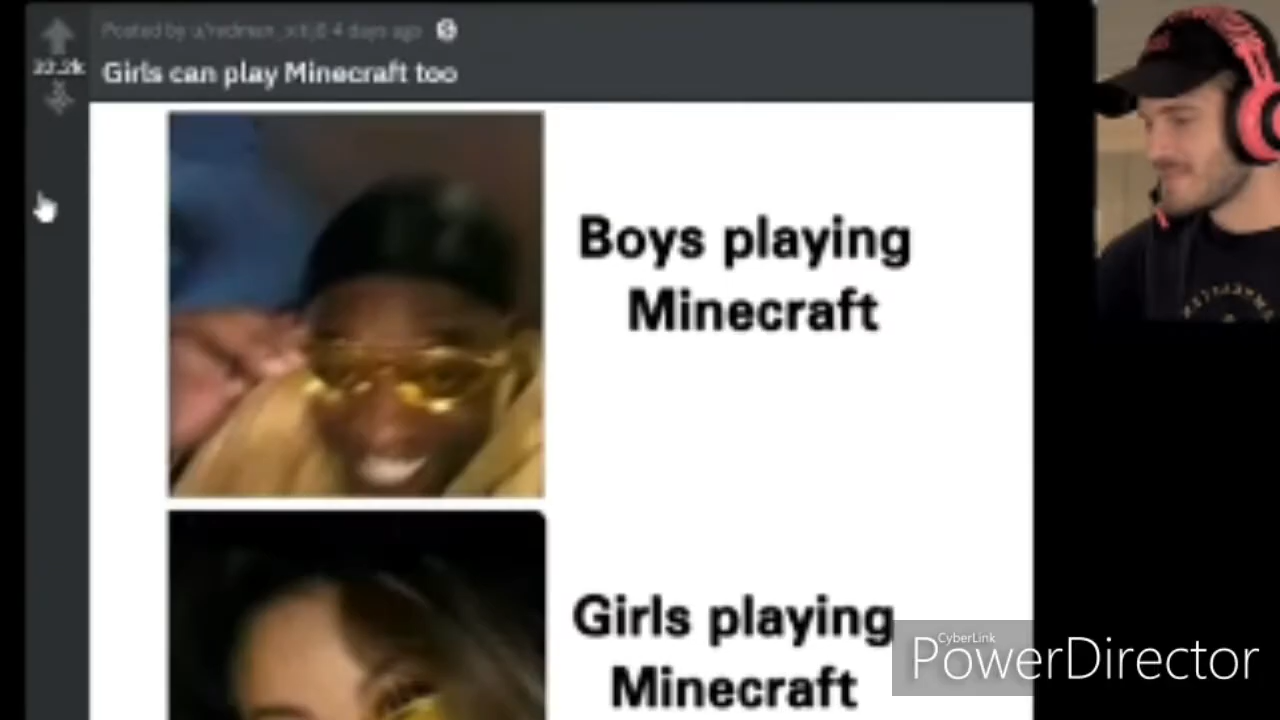 Girls can play Minecraft too
Boys playing
Minecraft
Girls playing
Minecraft
CyberLink
PowerDirector